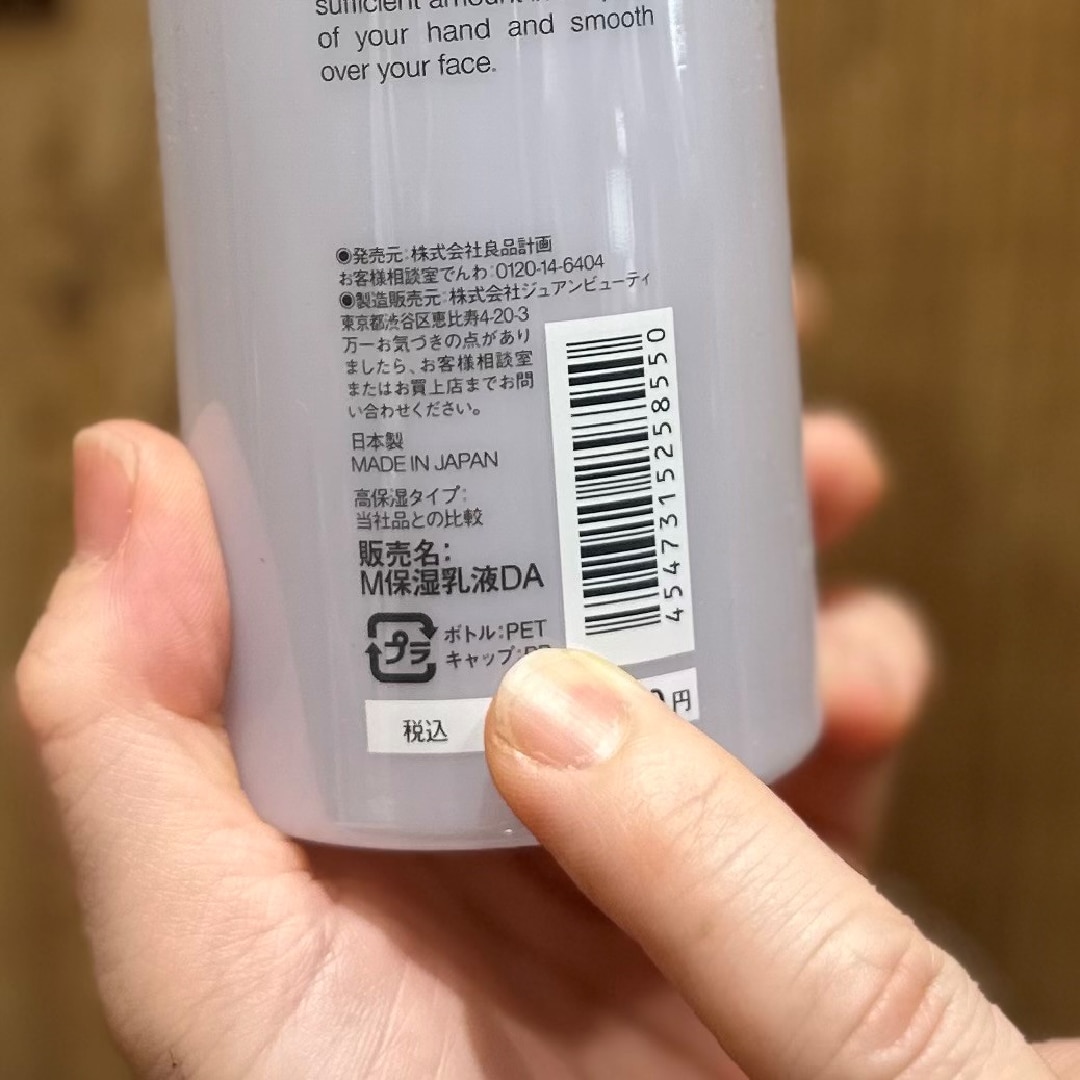 sufficient amount in
of your hand and smooth
over your face.
◉発売元:株式会社良品計画
お客様相談室でんわ:0120-14-6404
◉製造販売元:株式会社ジュアンビューティ
東京都渋谷区恵比寿4-20-3
万一お気づきの点があり
ましたら、お客様相談室
またはお買上店までお問
い合わせください。
日本製
MADE IN JAPAN
高保湿タイプ:
当社品との比較
販売名:
M保湿乳液DA
プラ
ボトル:PET
キャップ:
4547315258550
税込
円